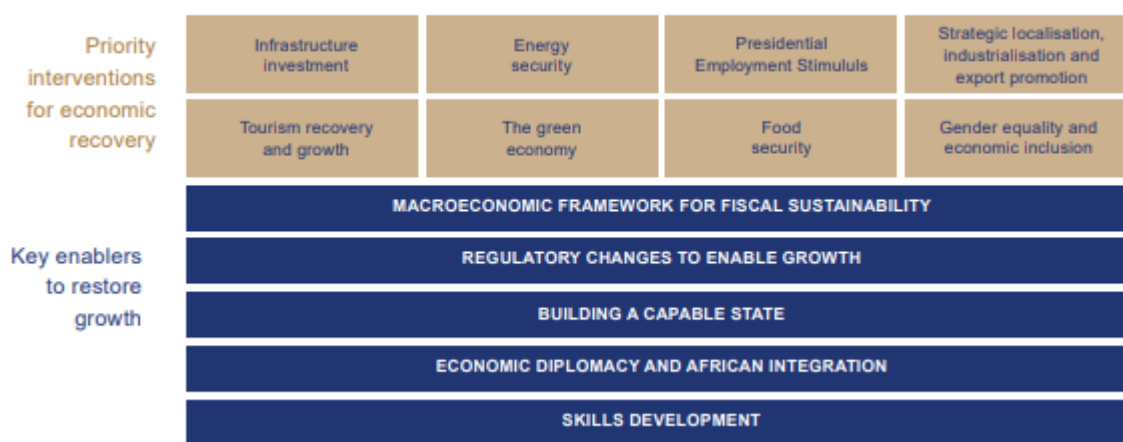 Priority
interventions
for economic
recovery
Infrastructure
investment
Energy
security
Presidential
Employment Stimululs
Strategic localisation,
industrialisation and
export promotion
Tourism recovery
and growth
The green
economy
Food
security
Gender equality and
economic inclusion
Key enablers
to restore
growth
MACROECONOMIC FRAMEWORK FOR FISCAL SUSTAINABILITY
REGULATORY CHANGES TO ENABLE GROWTH
BUILDING A CAPABLE STATE
ECONOMIC DIPLOMACY AND AFRICAN INTEGRATION
SKILLS DEVELOPMENT